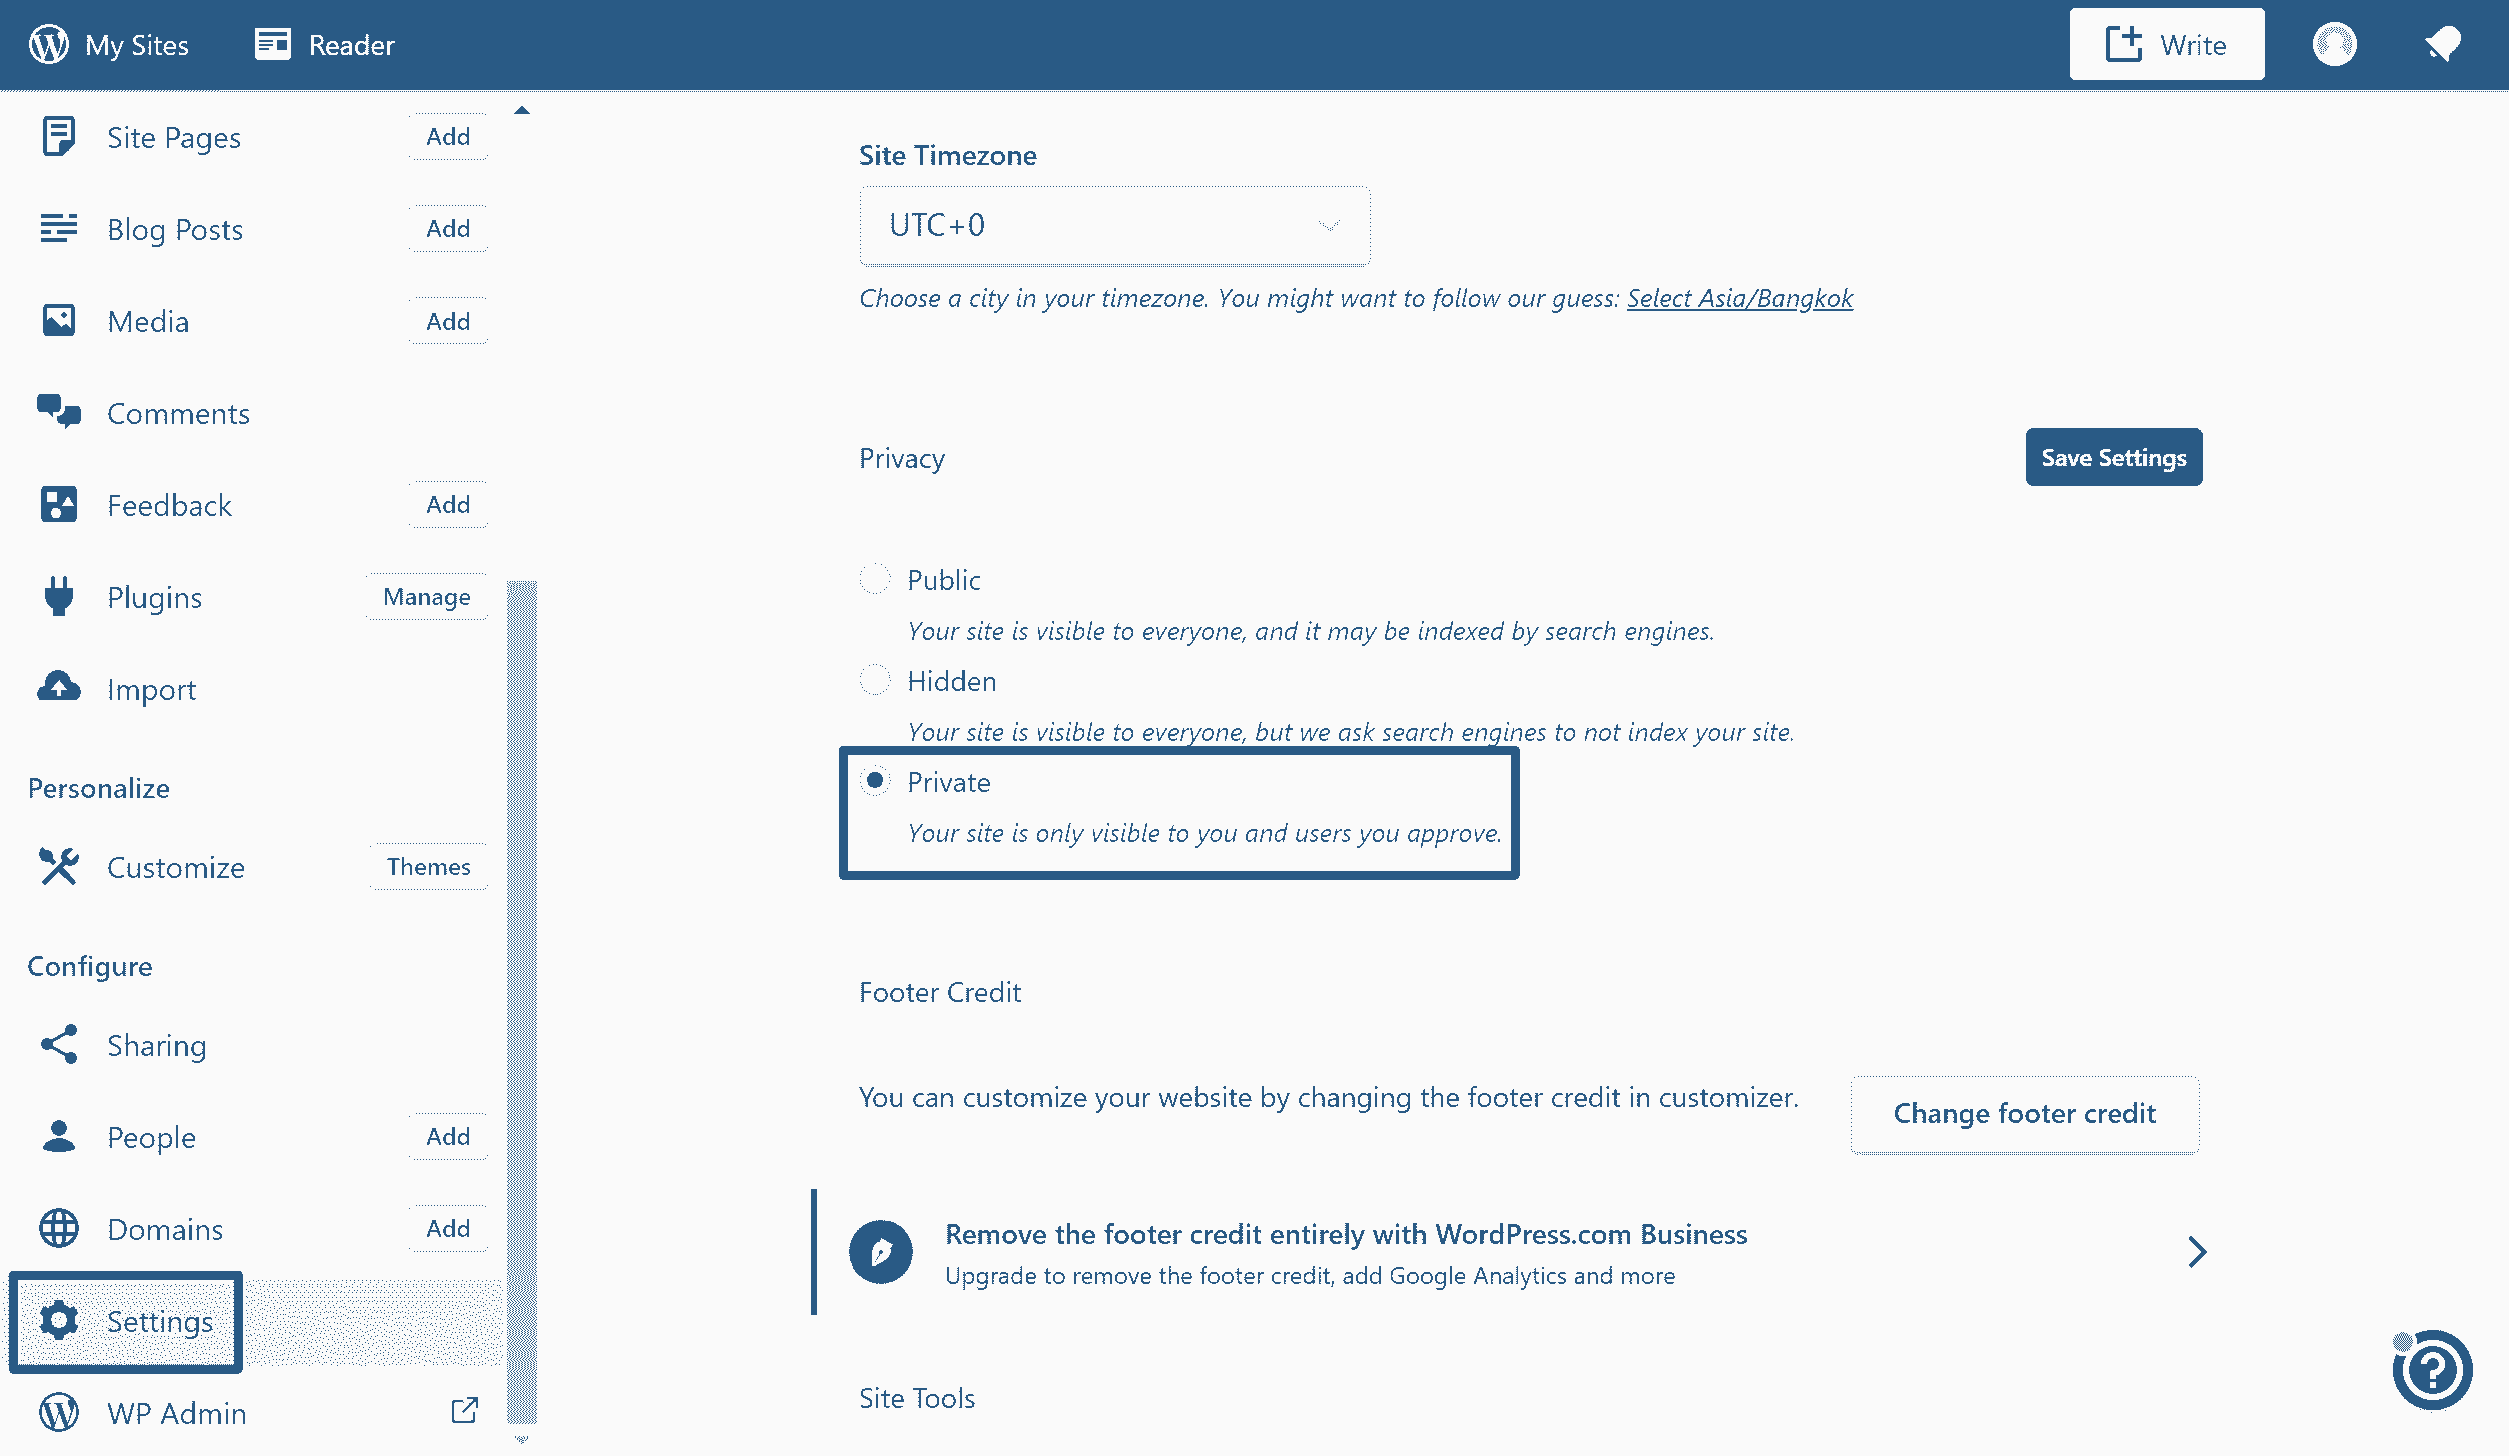 My Sites
Reader
Write
Site Pages
Add
Blog Posts
Add
Media
Add
Comments
Feedback
Add
Plugins
Manage
Import
Personalize
Customize
Themes
Configure
Sharing
People
Add
Domains
Add
Settings
WP Admin
Site Timezone
UTC+0
Choose a city in your timezone. You might want to follow our guess: Select Asia/Bangkok
Privacy
Save Settings
Public
Your site is visible to everyone, and it may be indexed by search engines.
Hidden
Your site is visible to everyone, but we ask search engines to not index your site.
Private
Your site is only visible to you and users you approve.
Footer Credit
You can customize your website by changing the footer credit in customizer.
Change footer credit
Remove the footer credit entirely with WordPress.com Business
Upgrade to remove the footer credit, add Google Analytics and more
Site Tools